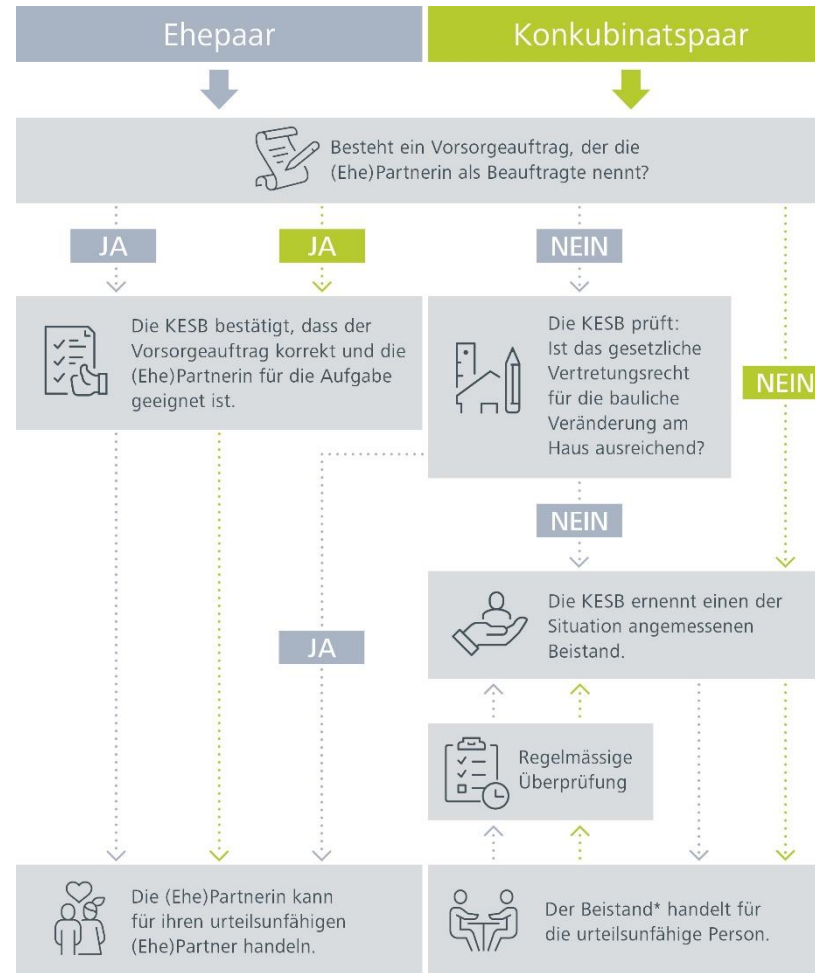 Ehepaar
Konkubinatspaar
Besteht ein Vorsorgeauftrag, der die
(Ehe)Partnerin als Beauftragte nennt?
JA
JA
NEIN
Die KESB bestätigt, dass der
Vorsorgeauftrag korrekt und die
(Ehe)Partnerin für die Aufgabe
geeignet ist.
Die KESB prüft:
Ist das gesetzliche
Vertretungsrecht
für die bauliche
Veränderung am
Haus ausreichend?
NEIN
NEIN
Die KESB ernennt einen der
Situation angemessenen
Beistand.
JA
Regelmässige
Überprüfung
Die (Ehe)Partnerin kann
für ihren urteilsunfähigen
(Ehe)Partner handeln.
Der Beistand* handelt für
die urteilsunfähige Person.